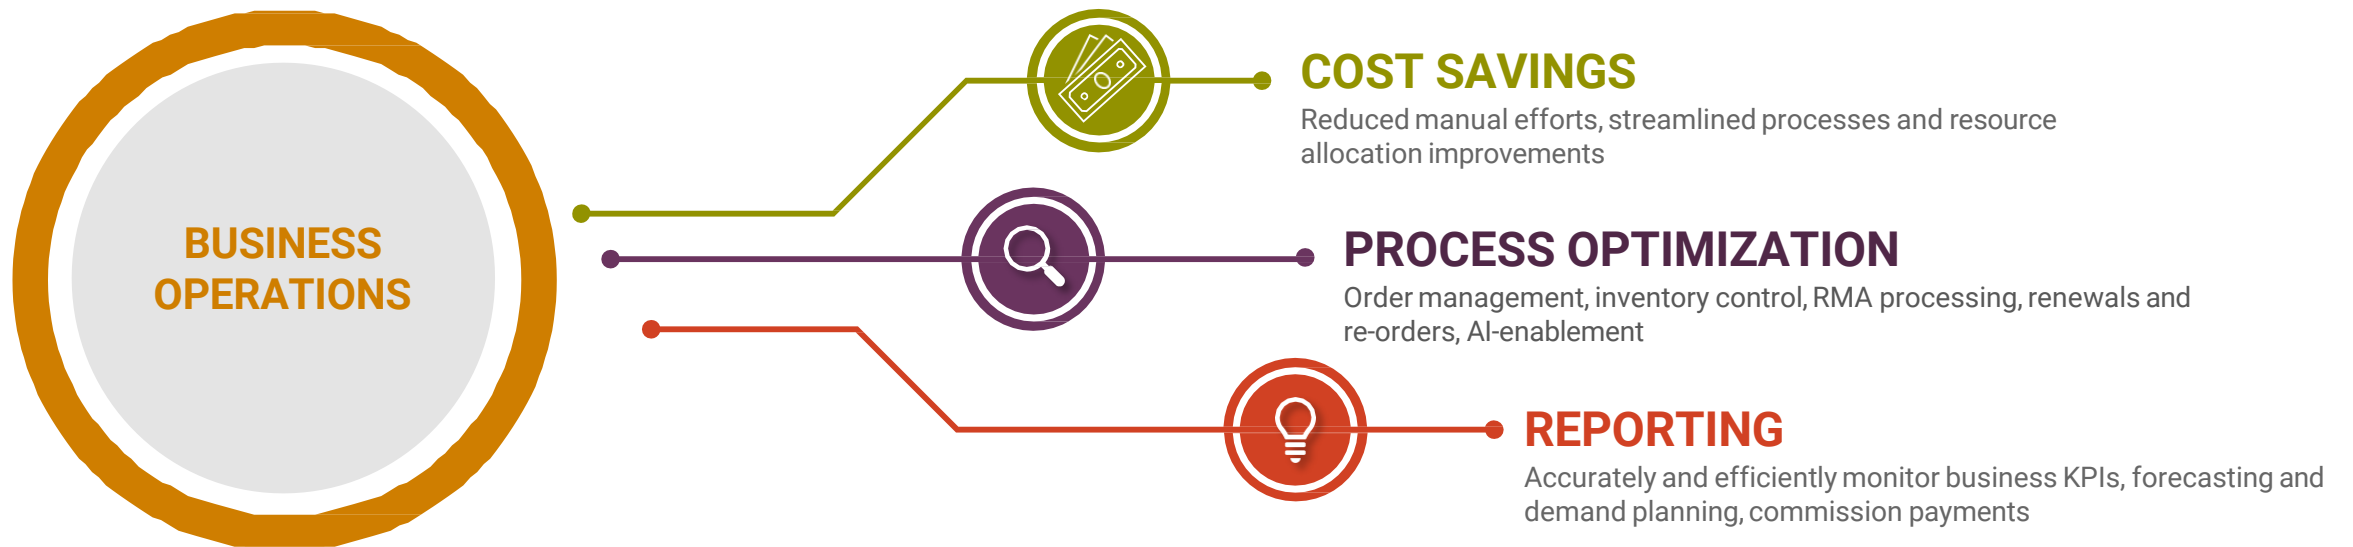 BUSINESS
OPERATIONS
COST SAVINGS
Reduced manual efforts, streamlined processes and resource
allocation improvements
PROCESS OPTIMIZATION
Order management, inventory control, RMA processing, renewals and
re-orders, AI-enablement
REPORTING
Accurately and efficiently monitor business KPIs, forecasting and
demand planning, commission payments